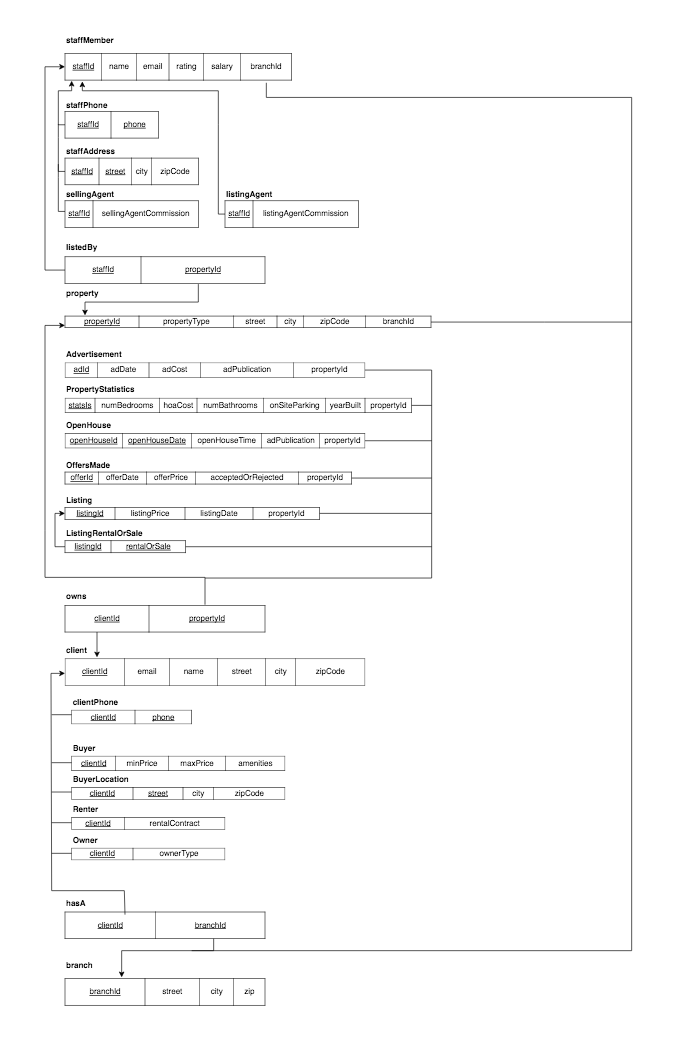 staffMember
staffId name email rating salary branchId
staffPhone
staffId phone
staffAddress
staffId street city zipCode
sellingAgent
staffId sellingAgentCommission
listingAgent
staffId listingAgentCommission
listedBy
staffId propertyId
property
propertyId propertyType street city zipCode branchId
Advertisement
adId adDate adCost adPublication propertyId
PropertyStatistics
statsIs numBedrooms hoaCost numBathrooms onSiteParking yearBuilt propertyId
OpenHouse
openHouseId openHouseDate openHouseTime adPublication propertyId
OffersMade
offerId offerDate offerPrice acceptedOrRejected propertyId
Listing
listingId listingPrice listingDate propertyId
ListingRentalOrSale
listingId rentalOrSale
owns
clientId propertyId
client
clientId email name street city zipCode
clientPhone
clientId phone
Buyer
clientId minPrice maxPrice amenities
BuyerLocation
clientId street city zipCode
Renter
clientId rentalContract
Owner
clientId ownerType
hasA
clientId branchId
branch
branchId street city zip